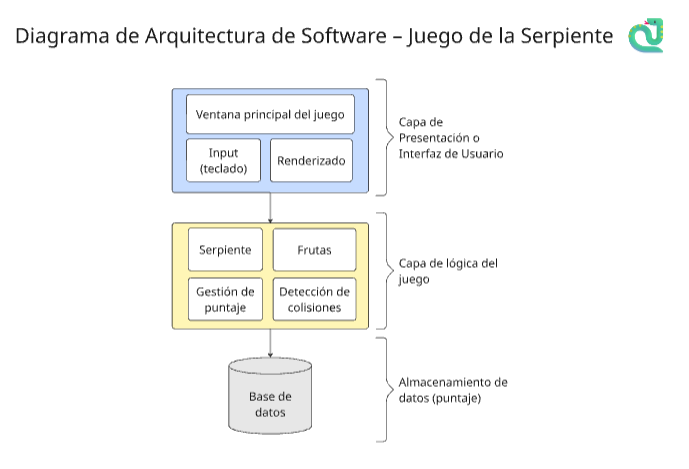 Diagrama de Arquitectura de Software – Juego de la Serpiente
Ventana principal del juego
Input
(teclado)
Renderizado
Capa de
Presentación o
Interfaz de Usuario
Serpiente
Frutas
Gestión de
puntaje
Detección de
colisiones
Capa de lógica del
juego
Base de
datos
Almacenamiento de
datos (puntaje)